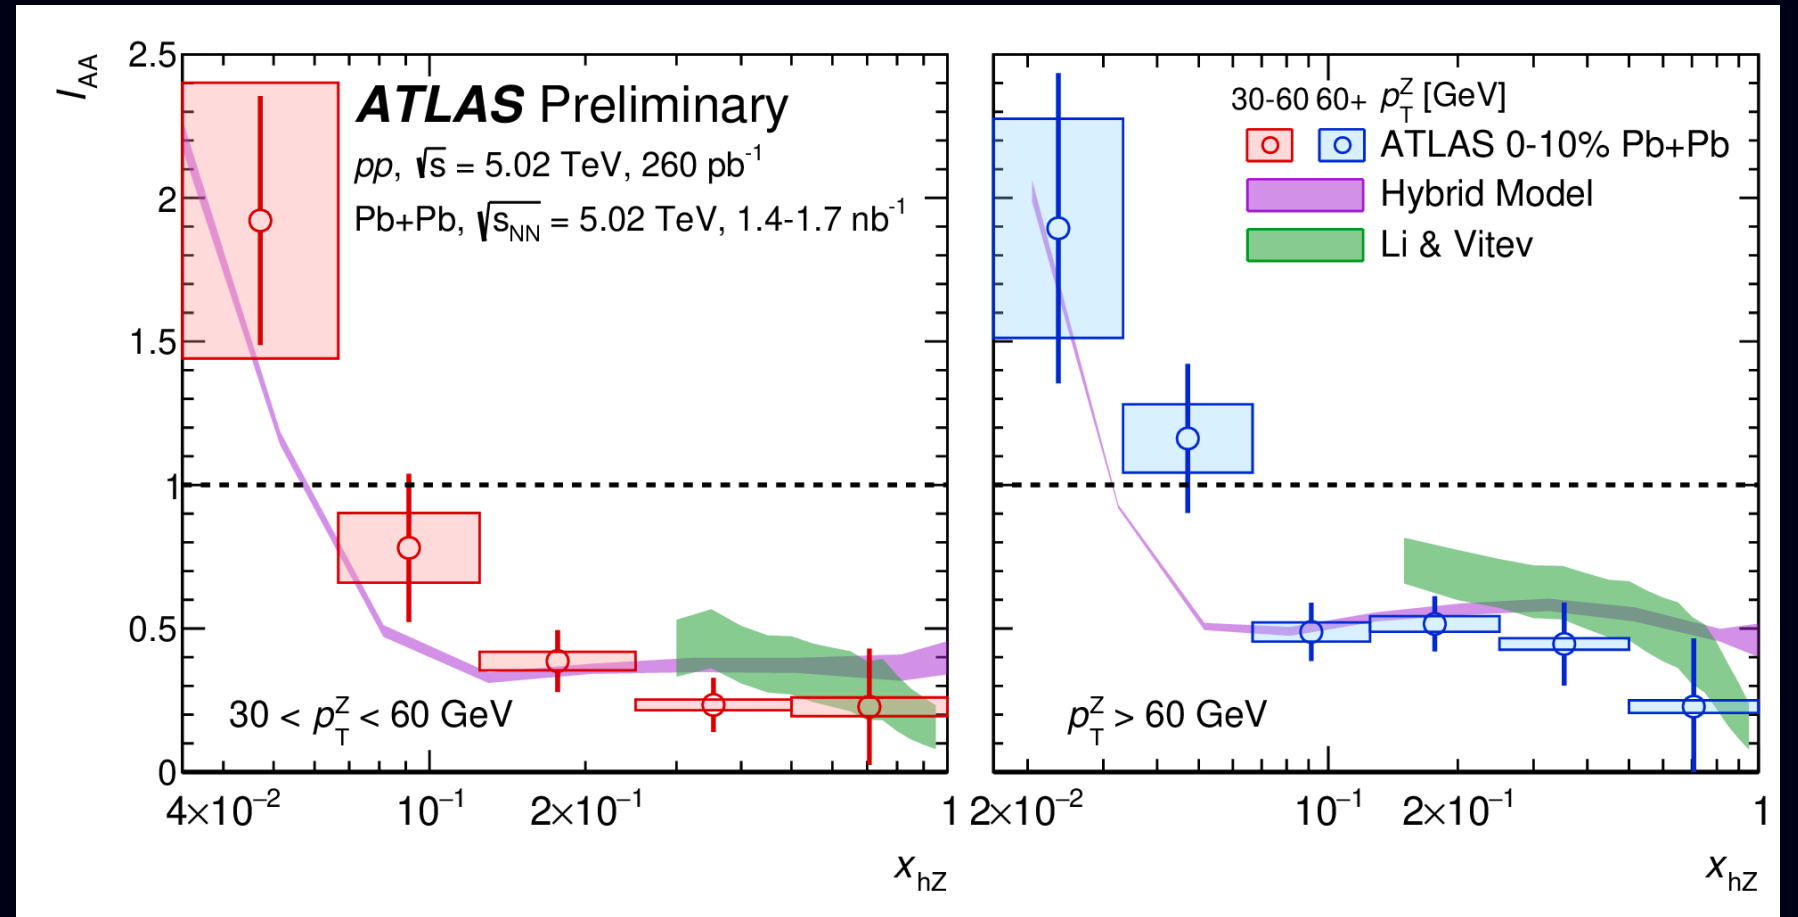 I_AA
2.5
2
1.5
1
0.5
0
ATLAS Preliminary
pp, √s = 5.02 TeV, 260 pb⁻¹
Pb+Pb, √s_NN = 5.02 TeV, 1.4-1.7 nb⁻¹
30 < p_T^Z < 60 GeV
4×10⁻² 10⁻¹ 2×10⁻¹ 1
x_hZ
30-60 60+ p_T^Z [GeV]
ATLAS 0-10% Pb+Pb
Hybrid Model
Li & Vitev
p_T^Z > 60 GeV
2×10⁻² 10⁻¹ 2×10⁻¹ 1
x_hZ